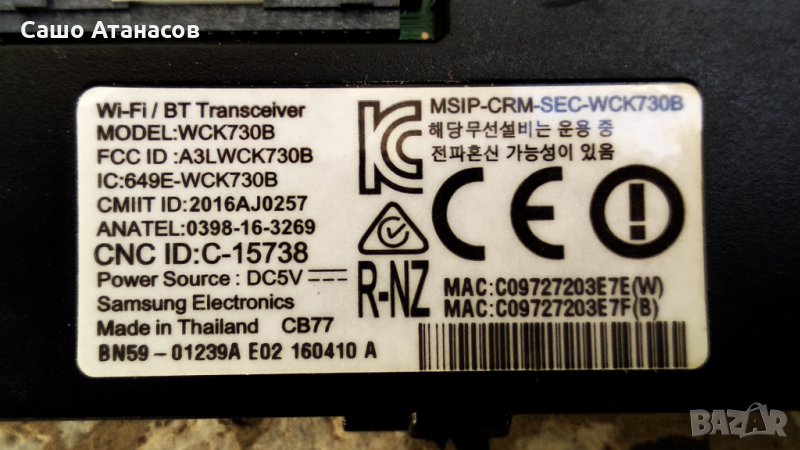 Сашо Атанасов
Wi-Fi / BT Transceiver
MODEL:WCK730B
FCC ID :A3LWCK730B
IC:649E-WCK730B
CMIIT ID:2016AJ0257
ANATEL:0398-16-3269
CNC ID:C-15738
Power Source : DC5V
Samsung Electronics
Made in Thailand CB77
BN59 - 01239A E02 160410 A
MSIP-CRM-SEC-WCK730B
해당무선설비는 운용 중
전파혼신 가능성이 있음
KC
CE
R-NZ
MAC:C09727203E7E(W)
MAC:C09727203E7F(B)
BAZAR